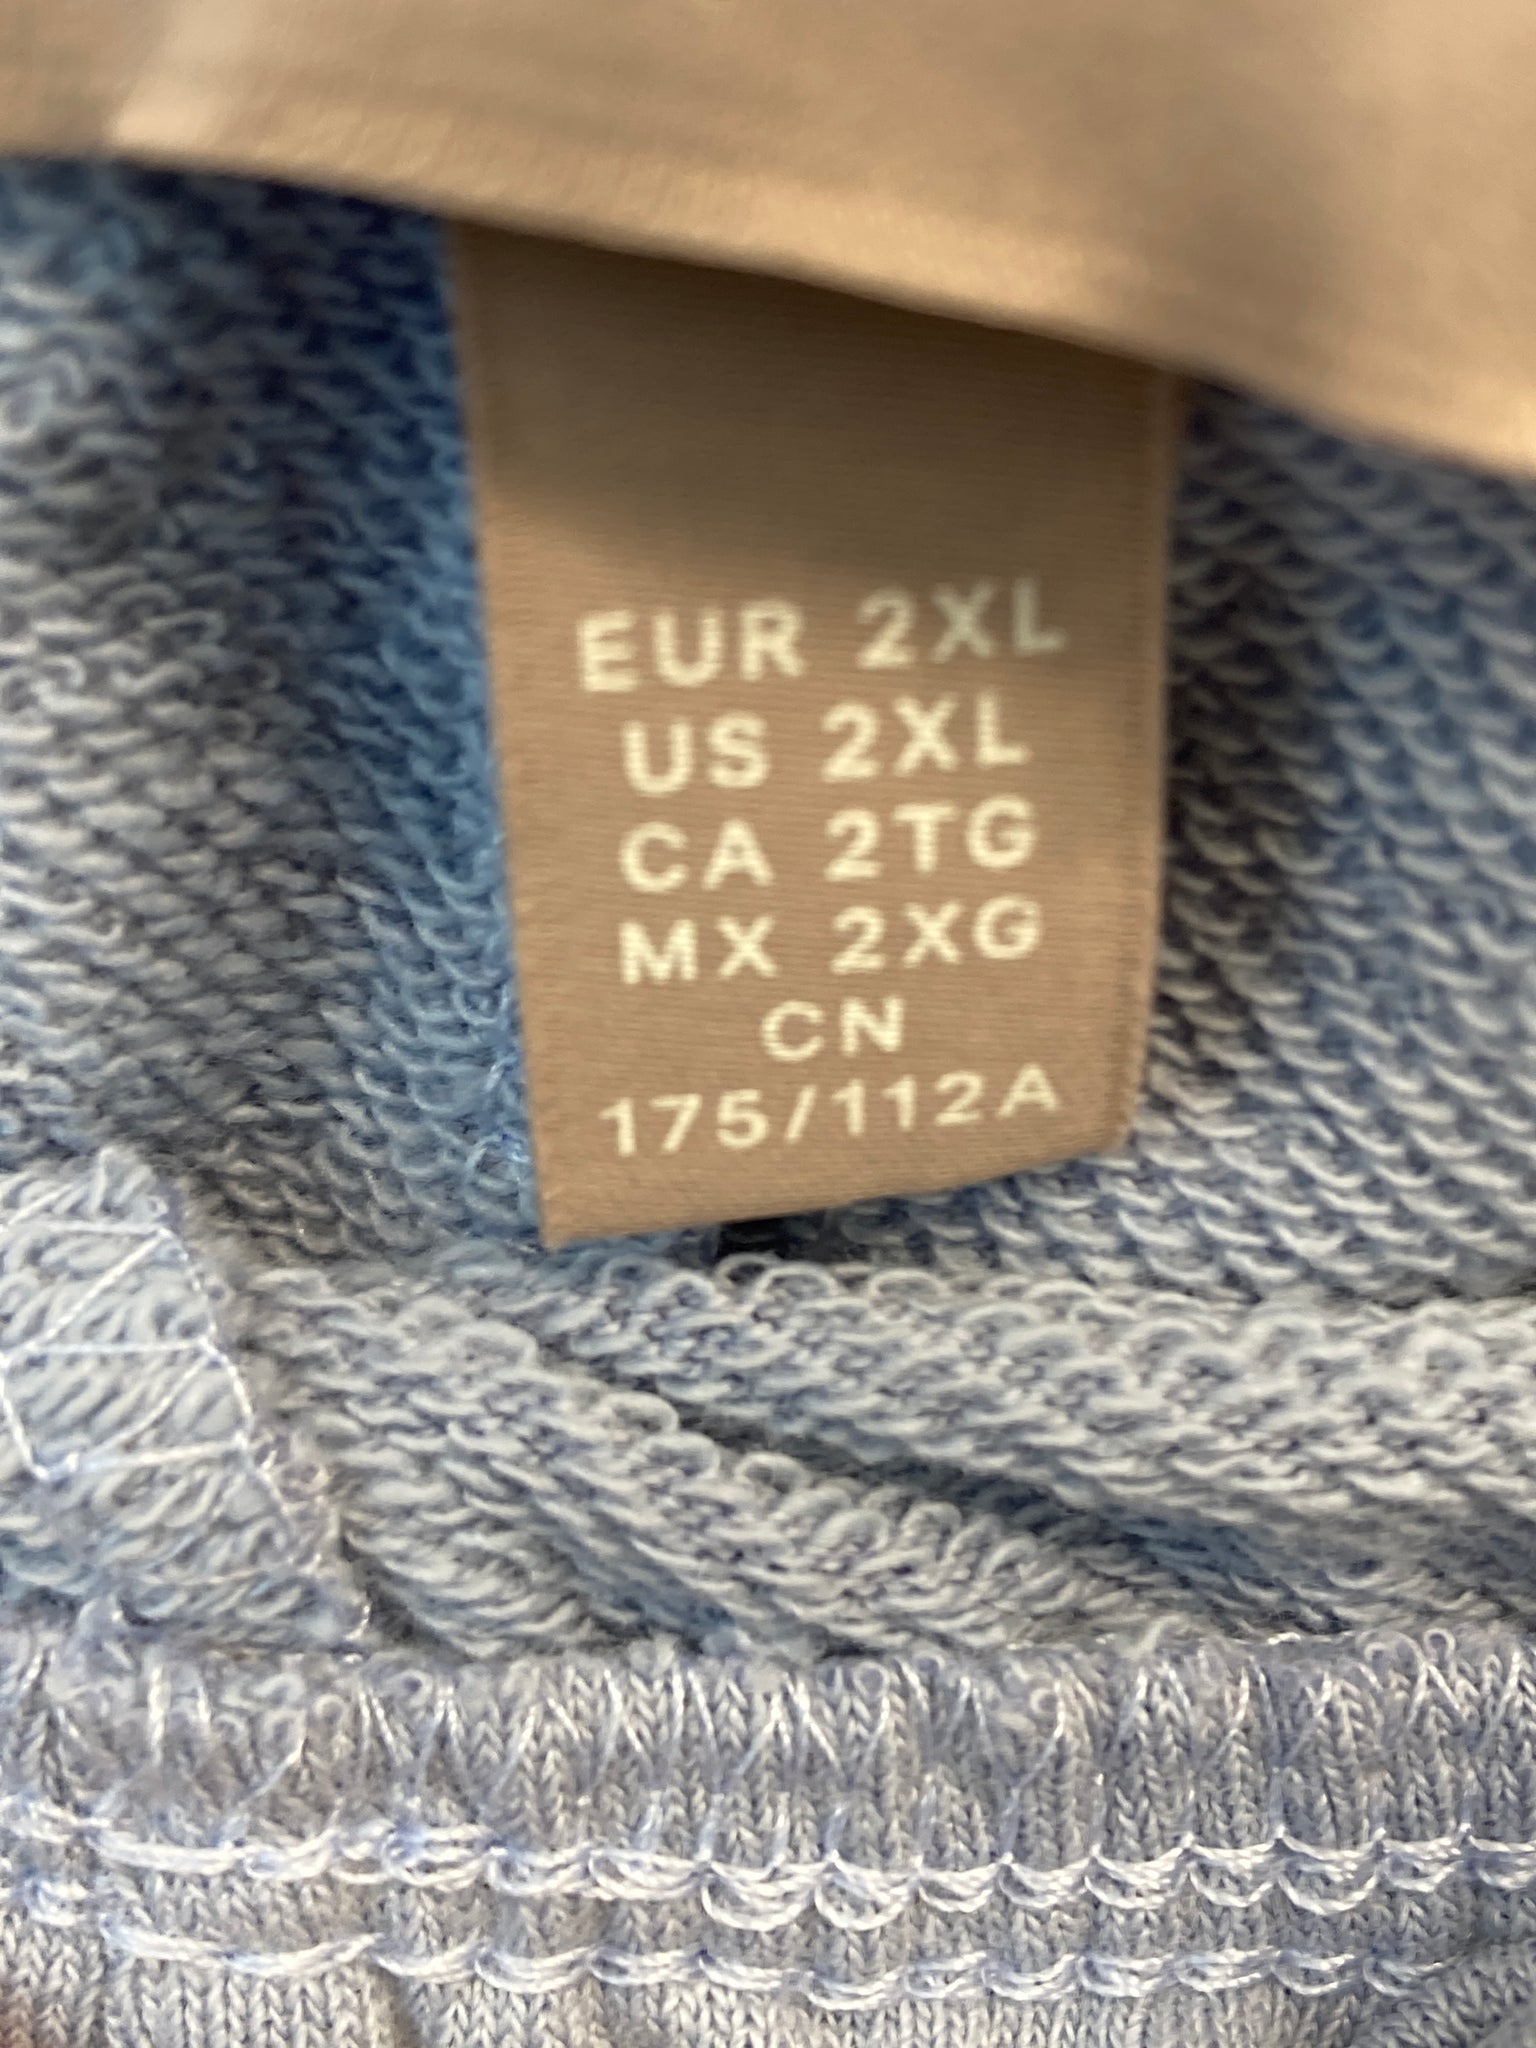 EUR 2XL
US 2XL
CA 2TG
MX 2XG
CN
175/112A